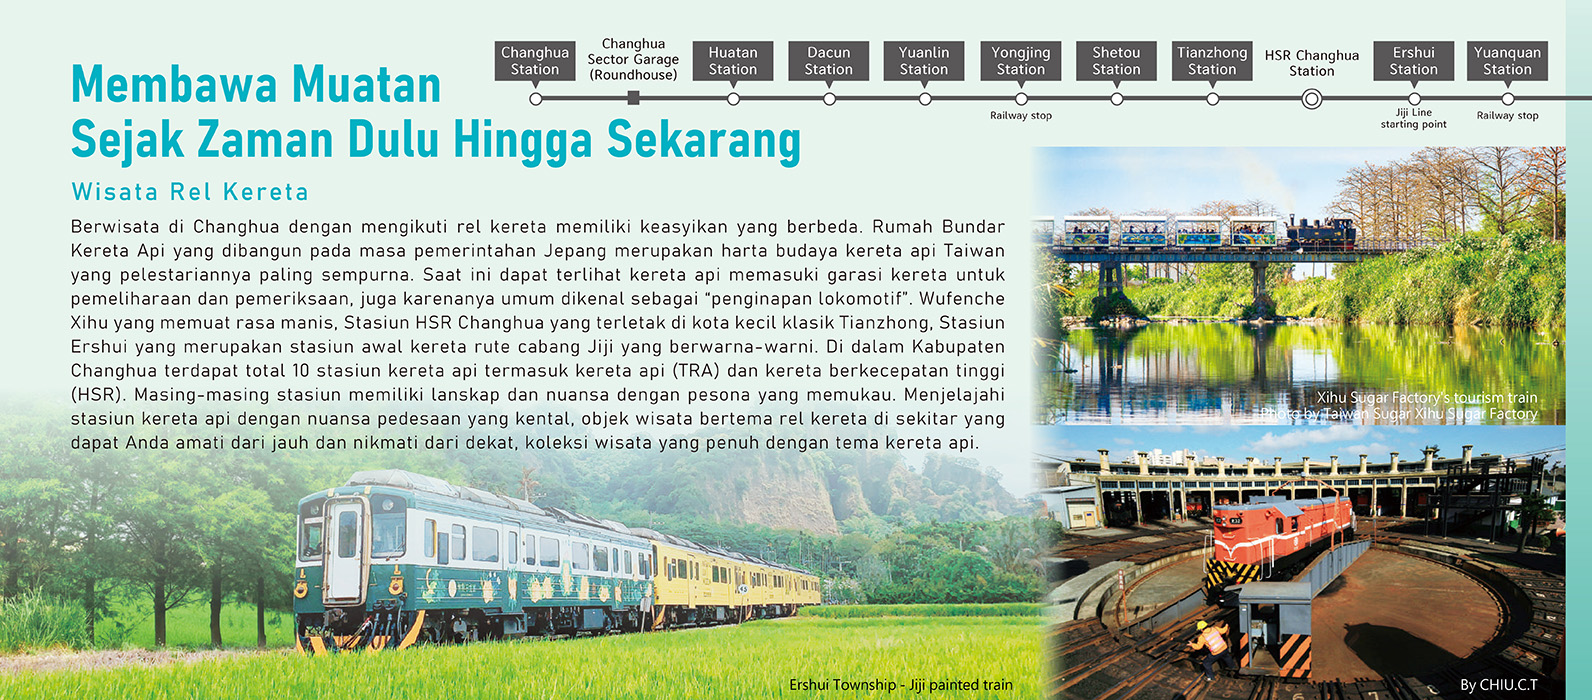 Changhua
Station
Changhua
Sector Garage
(Roundhouse)
Huatan
Station
Dacun
Station
Yuanlin
Station
Yongjing
Station
Railway stop
Shetou
Station
Tianzhong
Station
HSR Changhua
Station
Ershui
Station
Jiji Line
starting point
Yuanquan
Station
Railway stop
Membawa Muatan
Sejak Zaman Dulu Hingga Sekarang
Wisata Rel Kereta
Berwisata di Changhua dengan mengikuti rel kereta memiliki keasyikan yang berbeda. Rumah Bundar
Kereta Api yang dibangun pada masa pemerintahan Jepang merupakan harta budaya kereta api Taiwan
yang pelestariannya paling sempurna. Saat ini dapat terlihat kereta api memasuki garasi kereta untuk
pemeliharaan dan pemeriksaan, juga karenanya umum dikenal sebagai “penginapan lokomotif”. Wufenche
Xihu yang memuat rasa manis, Stasiun HSR Changhua yang terletak di kota kecil klasik Tianzhong, Stasiun
Ershui yang merupakan stasiun awal kereta rute cabang Jiji yang berwarna-warni. Di dalam Kabupaten
Changhua terdapat total 10 stasiun kereta api termasuk kereta api (TRA) dan kereta berkecepatan tinggi
(HSR). Masing-masing stasiun memiliki lanskap dan nuansa dengan pesona yang memukau. Menjelajahi
stasiun kereta api dengan nuansa pedesaan yang kental, objek wisata bertema rel kereta di sekitar yang
dapat Anda amati dari jauh dan nikmati dari dekat, koleksi wisata yang penuh dengan tema kereta api.
Xihu Sugar Factory's tourism train
Photo by Taiwan Sugar Xihu Sugar Factory
Ershui Township - Jiji painted train
By CHIU.C.T